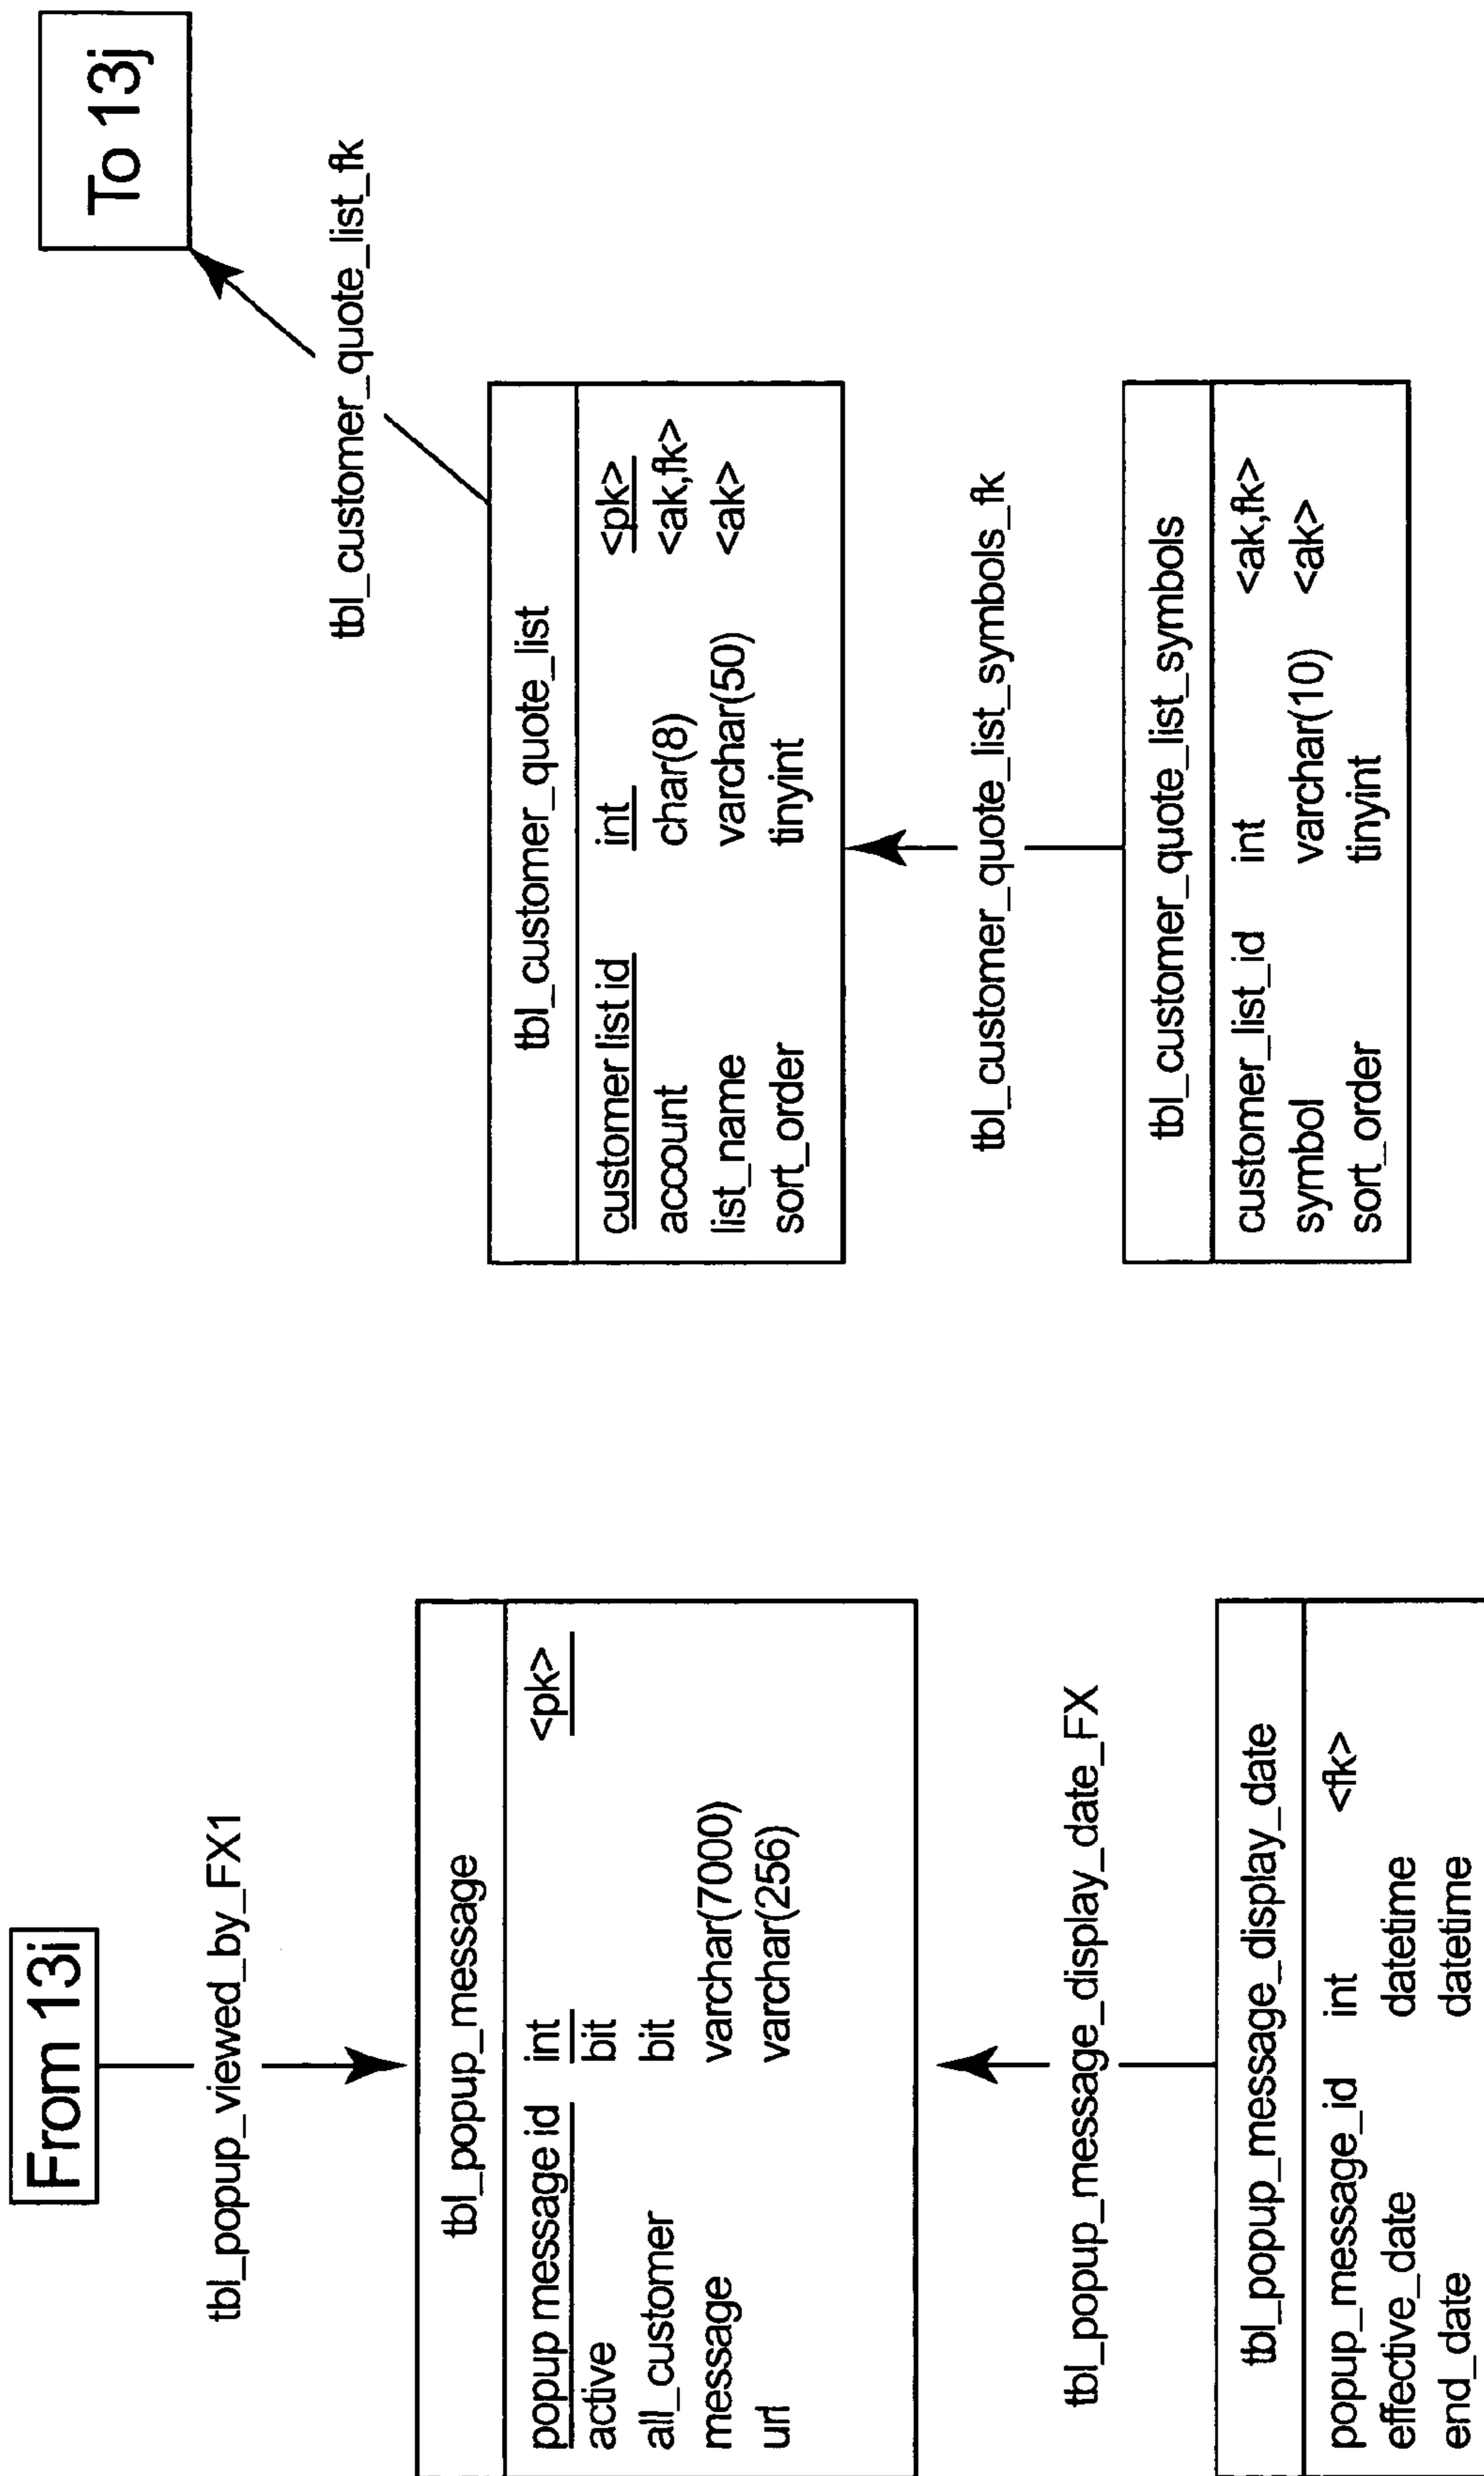 From 13i
tbl_popup_viewed_by_FX1
tbl_popup_message
popup message id int <pk>
active bit
all_customer bit
message varchar(7000)
url varchar(256)
tbl_popup_message_display_date_FX
tbl_popup_message_display_date
popup_message_id int <fk>
effective_date datetime
end_date datetime
To 13j
tbl_customer_quote_list_fk
tbl_customer_quote_list
customer list id int <pk>
account char(8) <ak,fk>
list_name varchar(50) <ak>
sort_order tinyint
tbl_customer_quote_list_symbols_fk
tbl_customer_quote_list_symbols
customer_list_id int <ak,fk>
symbol varchar(10) <ak>
sort_order tinyint